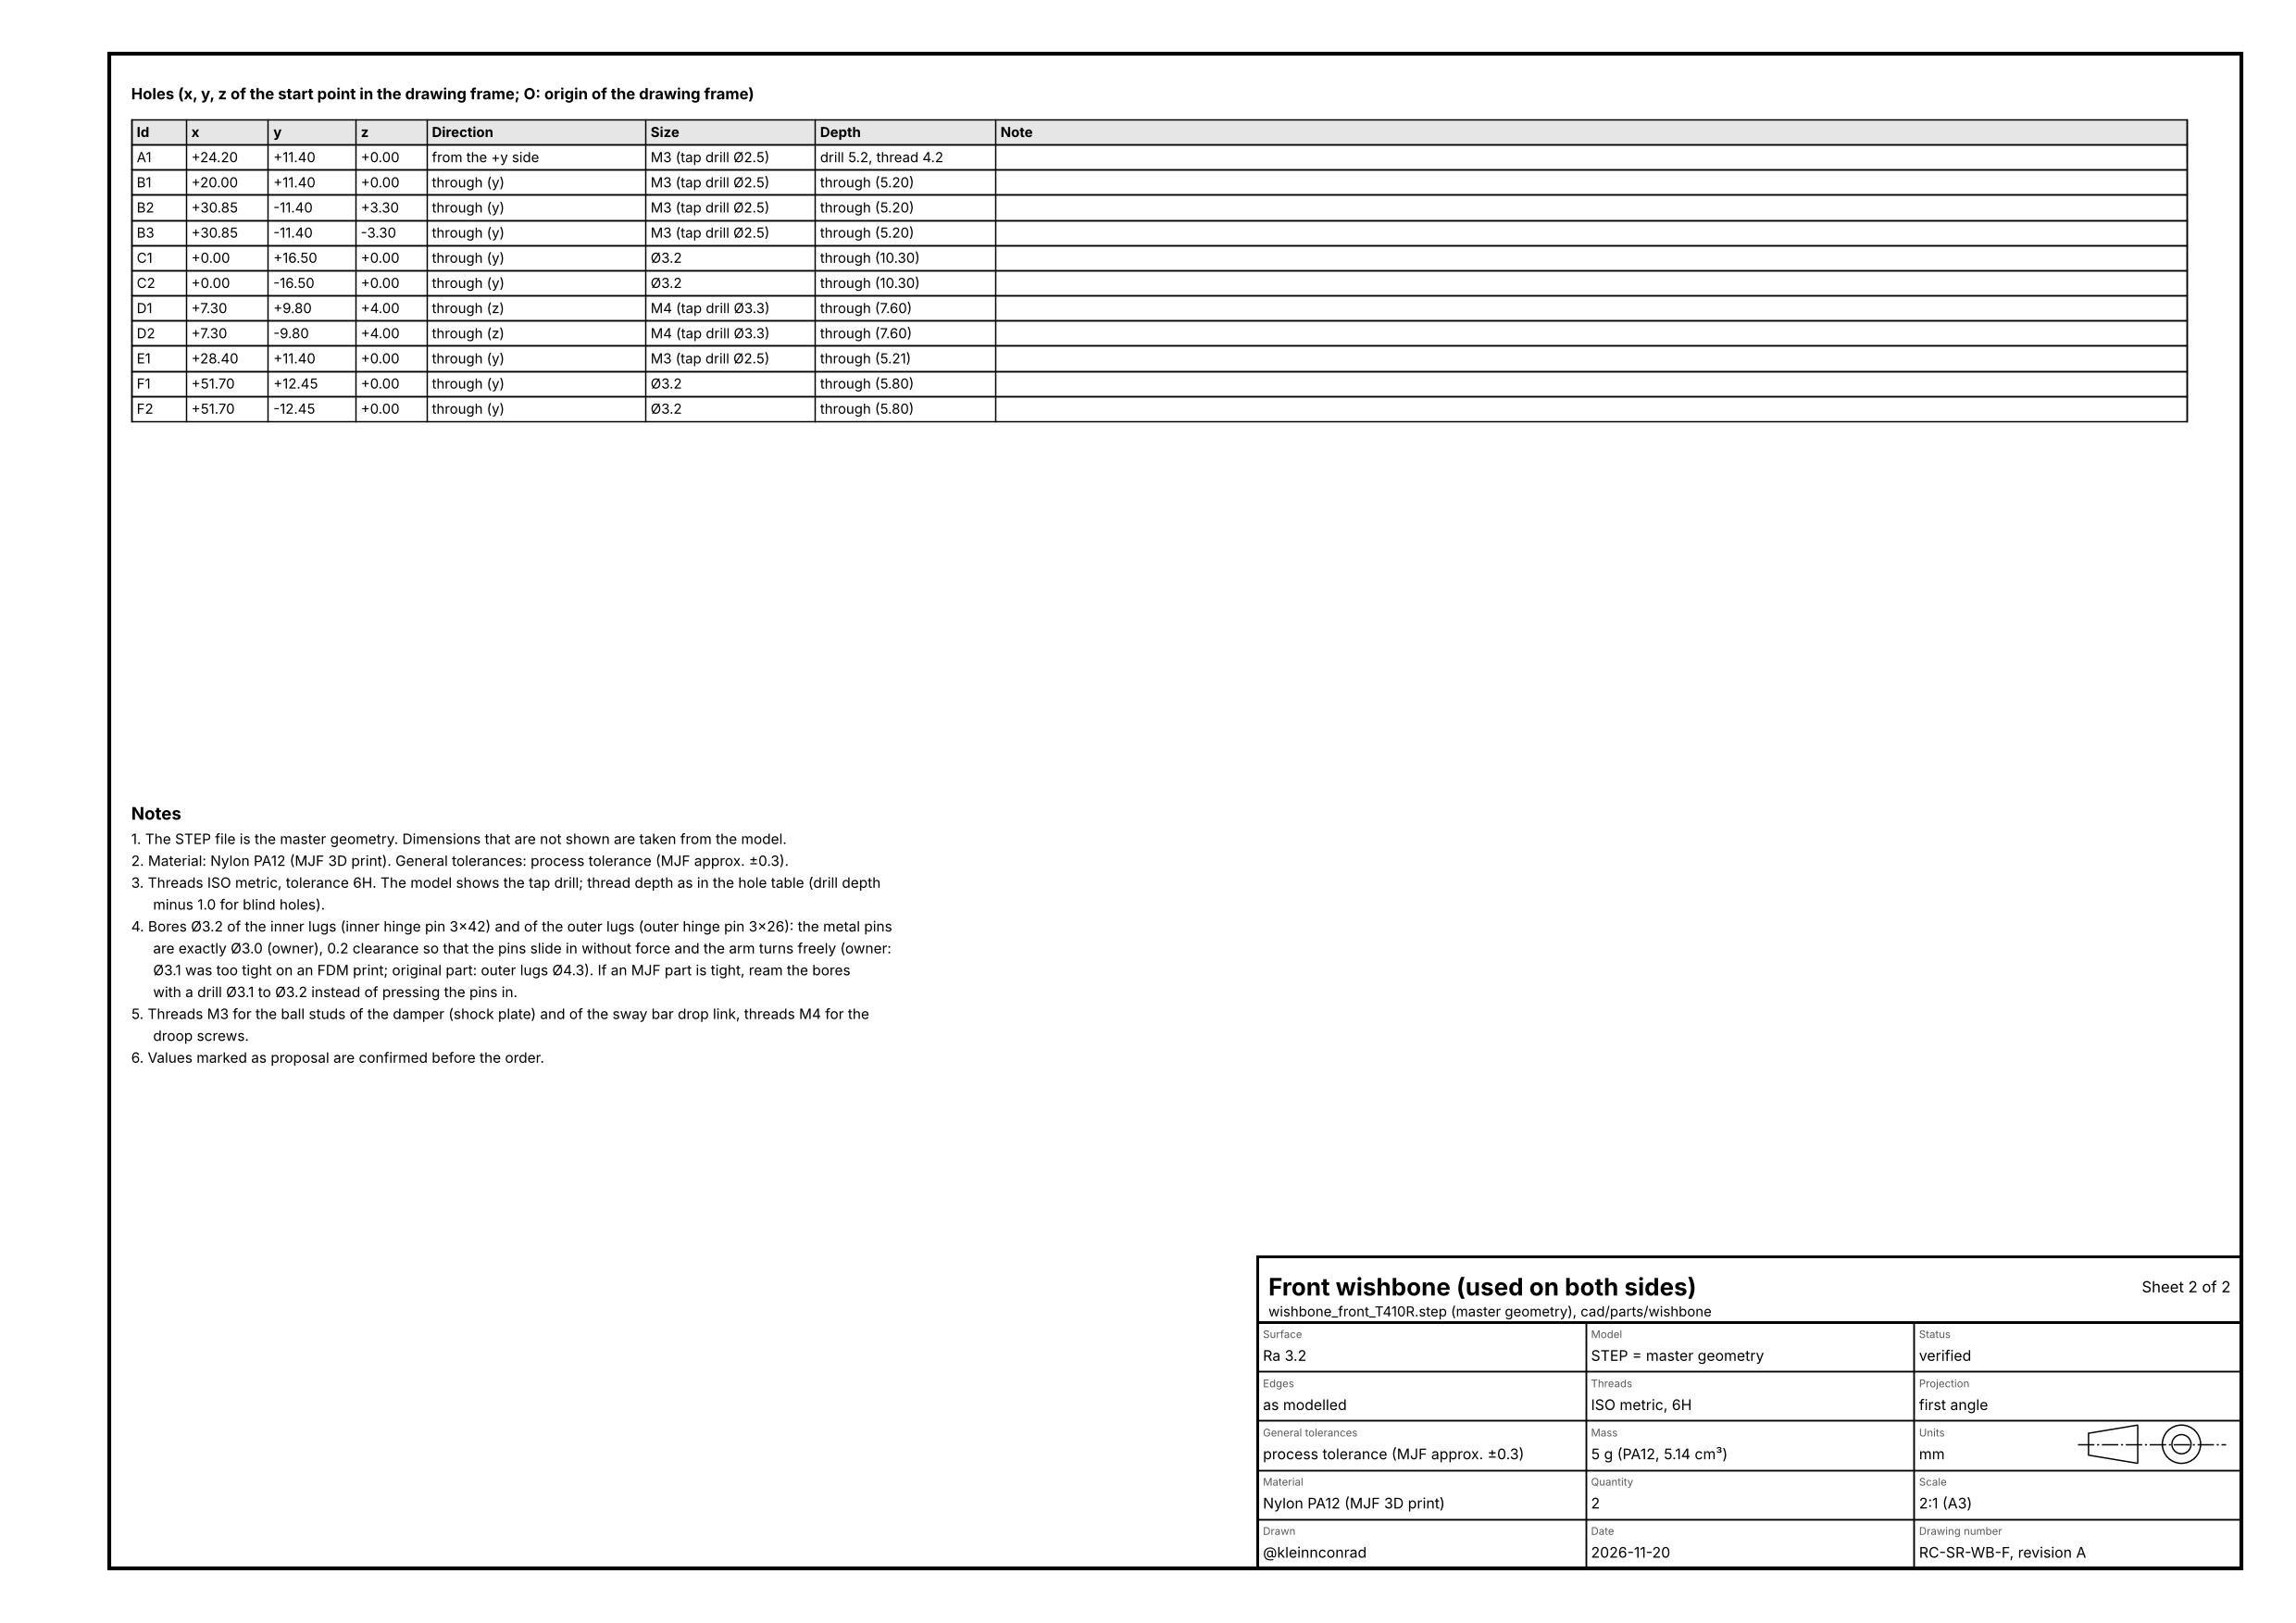 Holes (x, y, z of the start point in the drawing frame; O: origin of the drawing frame)
Id x y z Direction Size Depth Note
A1 +24.20 +11.40 +0.00 from the +y side M3 (tap drill Ø2.5) drill 5.2, thread 4.2
B1 +20.00 +11.40 +0.00 through (y) M3 (tap drill Ø2.5) through (5.20)
B2 +30.85 -11.40 +3.30 through (y) M3 (tap drill Ø2.5) through (5.20)
B3 +30.85 -11.40 -3.30 through (y) M3 (tap drill Ø2.5) through (5.20)
C1 +0.00 +16.50 +0.00 through (y) Ø3.2 through (10.30)
C2 +0.00 -16.50 +0.00 through (y) Ø3.2 through (10.30)
D1 +7.30 +9.80 +4.00 through (z) M4 (tap drill Ø3.3) through (7.60)
D2 +7.30 -9.80 +4.00 through (z) M4 (tap drill Ø3.3) through (7.60)
E1 +28.40 +11.40 +0.00 through (y) M3 (tap drill Ø2.5) through (5.21)
F1 +51.70 +12.45 +0.00 through (y) Ø3.2 through (5.80)
F2 +51.70 -12.45 +0.00 through (y) Ø3.2 through (5.80)
Notes
1. The STEP file is the master geometry. Dimensions that are not shown are taken from the model.
2. Material: Nylon PA12 (MJF 3D print). General tolerances: process tolerance (MJF approx. ±0.3).
3. Threads ISO metric, tolerance 6H. The model shows the tap drill; thread depth as in the hole table (drill depth
minus 1.0 for blind holes).
4. Bores Ø3.2 of the inner lugs (inner hinge pin 3×42) and of the outer lugs (outer hinge pin 3×26): the metal pins
are exactly Ø3.0 (owner), 0.2 clearance so that the pins slide in without force and the arm turns freely (owner:
Ø3.1 was too tight on an FDM print; original part: outer lugs Ø4.3). If an MJF part is tight, ream the bores
with a drill Ø3.1 to Ø3.2 instead of pressing the pins in.
5. Threads M3 for the ball studs of the damper (shock plate) and of the sway bar drop link, threads M4 for the
droop screws.
6. Values marked as proposal are confirmed before the order.
Front wishbone (used on both sides) Sheet 2 of 2
wishbone_front_T410R.step (master geometry), cad/parts/wishbone
Surface Model Status
Ra 3.2 STEP = master geometry verified
Edges Threads Projection
as modelled ISO metric, 6H first angle
General tolerances Mass Units
process tolerance (MJF approx. ±0.3) 5 g (PA12, 5.14 cm³) mm
Material Quantity Scale
Nylon PA12 (MJF 3D print) 2 2:1 (A3)
Drawn Date Drawing number
@kleinnconrad 2026-11-20 RC-SR-WB-F, revision A